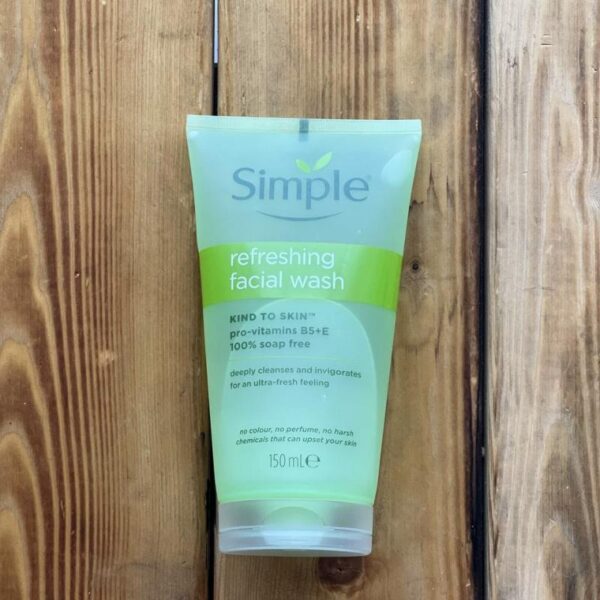 Simple®
refreshing
facial wash
KIND TO SKIN™
pro-vitamins B5+E
100% soap free
deeply cleanses and invigorates
for an ultra-fresh feeling
no colour, no perfume, no harsh
chemicals that can upset your skin
150 mL℮